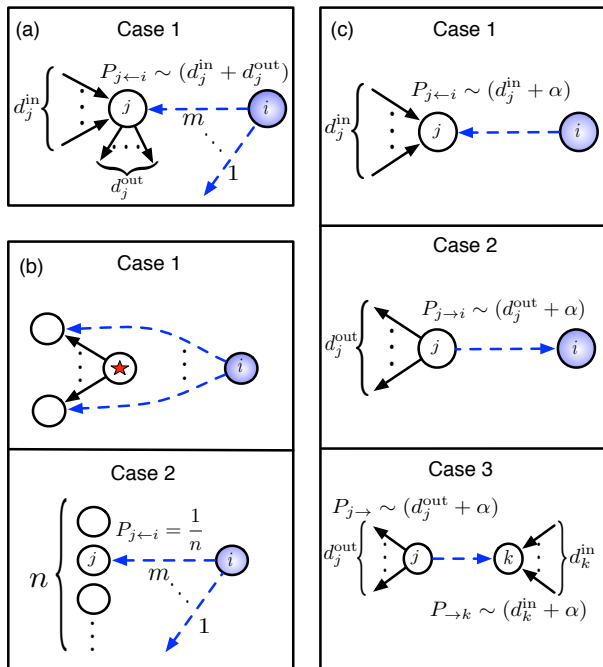 (a)
Case 1
P_{j←i} ∼ (d_j^{in} + d_j^{out})
d_j^{in}
j
i
m
1
d_j^{out}
(b)
Case 1
i
Case 2
n
P_{j←i} = 1/n
j
i
m
1
(c)
Case 1
P_{j←i} ∼ (d_j^{in} + α)
d_j^{in}
j
i
Case 2
P_{j→i} ∼ (d_j^{out} + α)
d_j^{out}
j
i
Case 3
P_{j→} ∼ (d_j^{out} + α)
d_j^{out}
j
k
d_k^{in}
P_{→k} ∼ (d_k^{in} + α)